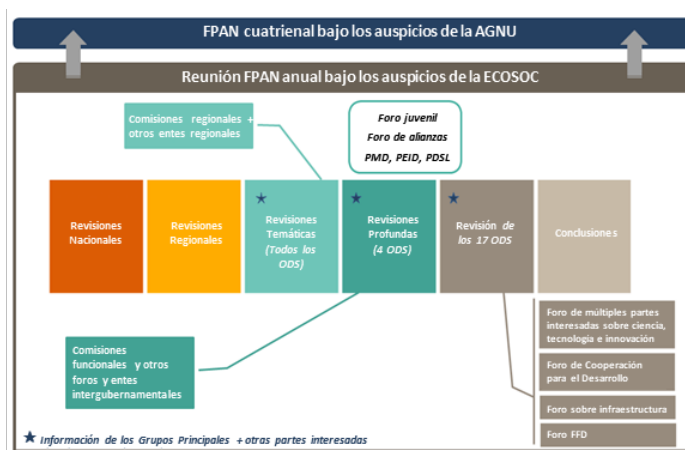 FPAN cuatrienal bajo los auspicios de la AGNU
Reunión FPAN anual bajo los auspicios de la ECOSOC
Comisiones regionales +
otros entes regionales
Foro juvenil
Foro de alianzas
PMD, PEID, PDSL
Revisiones
Nacionales
Revisiones
Regionales
Revisiones
Temáticas
(Todos los
ODS)
Revisiones
Profundas
(4 ODS)
Revisión de
los 17 ODS
Conclusiones
Comisiones
funcionales y otros
foros y entes
intergubernamentales
Foro de múltiples partes
interesadas sobre ciencia,
tecnología e innovación
Foro de Cooperación
para el Desarrollo
Foro sobre infraestructura
Foro FFD
Información de los Grupos Principales + otras partes interesadas